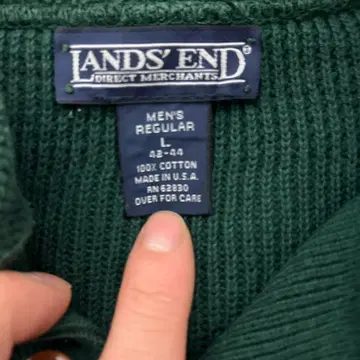 LANDS' END
DIRECT MERCHANTS
MEN'S
REGULAR
L
42-44
100% COTTON
MADE IN U.S.A.
RN 62830
OVER FOR CARE